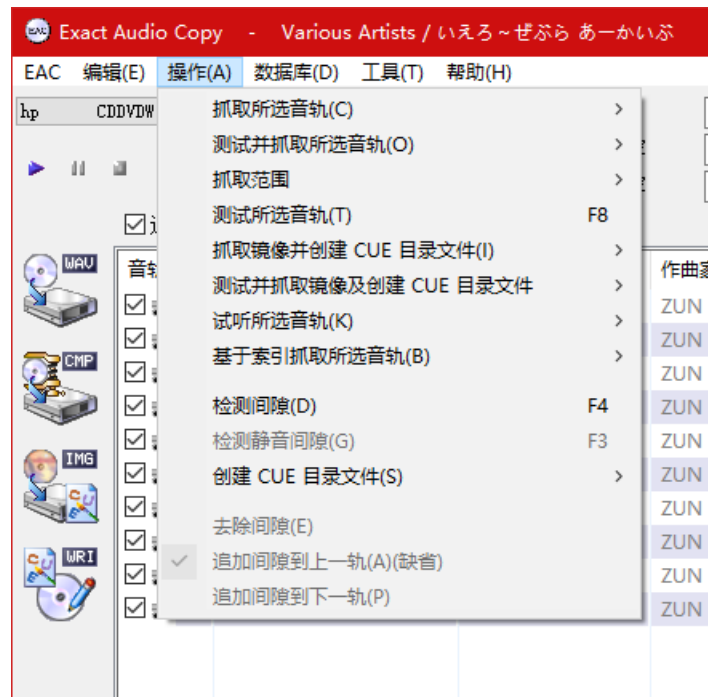 Exact Audio Copy - Various Artists / いえろ～ぜぶら あーかいぶ
EAC 编辑(E) 操作(A) 数据库(D) 工具(T) 帮助(H)
hp CDDVDW
抓取所选音轨(C)
测试并抓取所选音轨(O)
抓取范围
测试所选音轨(T) F8
抓取镜像并创建 CUE 目录文件(I)
测试并抓取镜像及创建 CUE 目录文件
试听所选音轨(K)
基于索引抓取所选音轨(B)
检测间隙(D) F4
检测静音间隙(G) F3
创建 CUE 目录文件(S)
去除间隙(E)
追加间隙到上一轨(A)(缺省)
追加间隙到下一轨(P)
WAV
CMP
IMG
CUE
WRI
CUE
作曲
ZUN
ZUN
ZUN
ZUN
ZUN
ZUN
ZUN
ZUN
ZUN
ZUN